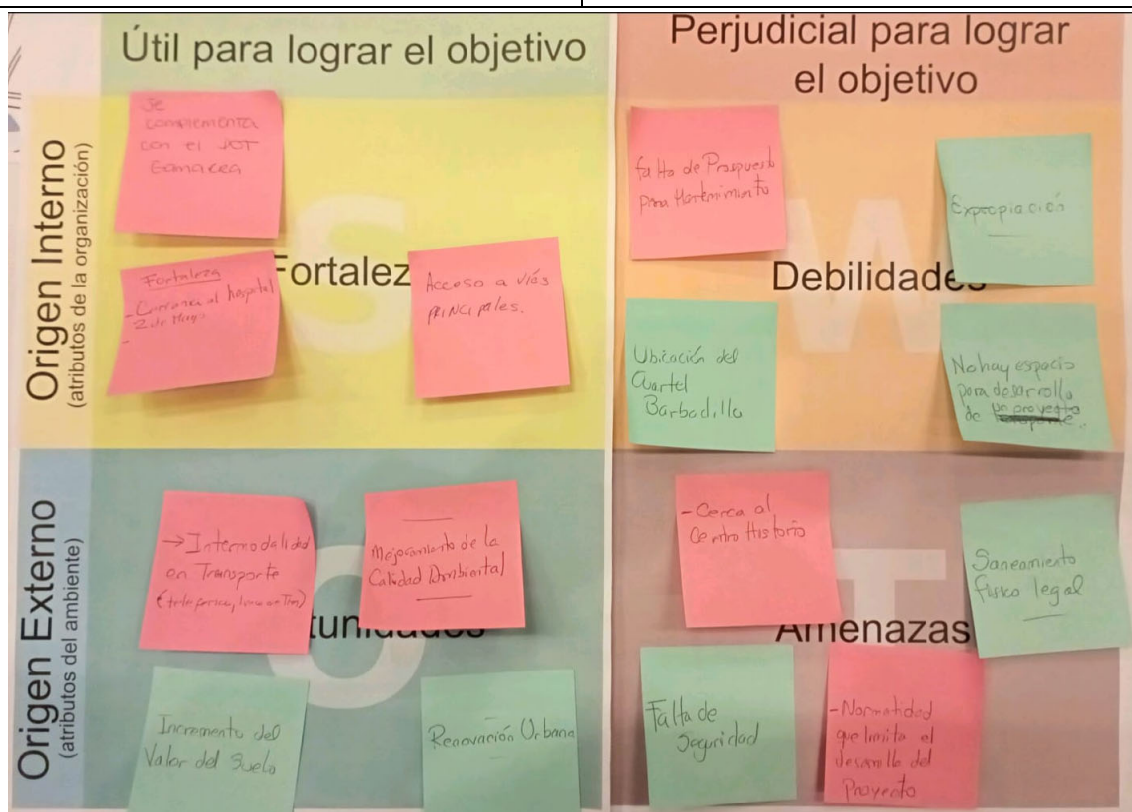 Útil para lograr el objetivo
Perjudicial para lograr
el objetivo
Origen Interno
(atributos de la organización)
Se
complementa
con el
Gamarra
Fortaleza
- Cercanía al hospital
2 de Mayo
-
Fortalez
Acceso a vías
PRINCIPALES.
S
Falta de Presupuesto
para Mantenimiento
Expropiación
W
Debilidades
Ubicación del
Cuartel
Barbadillo
No hay espacio
para desarrollo
de
Origen Externo
(atributos del ambiente)
→ Intermodalidad
en Transporte
Mejoramiento de la
Calidad Ambiental
O
tunidades
Incremento del
Valor del Suelo
Renovación Urbana
- Cerca al
Centro Historio
Saneamiento
físico legal
T
Amenazas
Falta de
Seguridad
- Normatidad
que limita el
desarrollo del
Proyecto